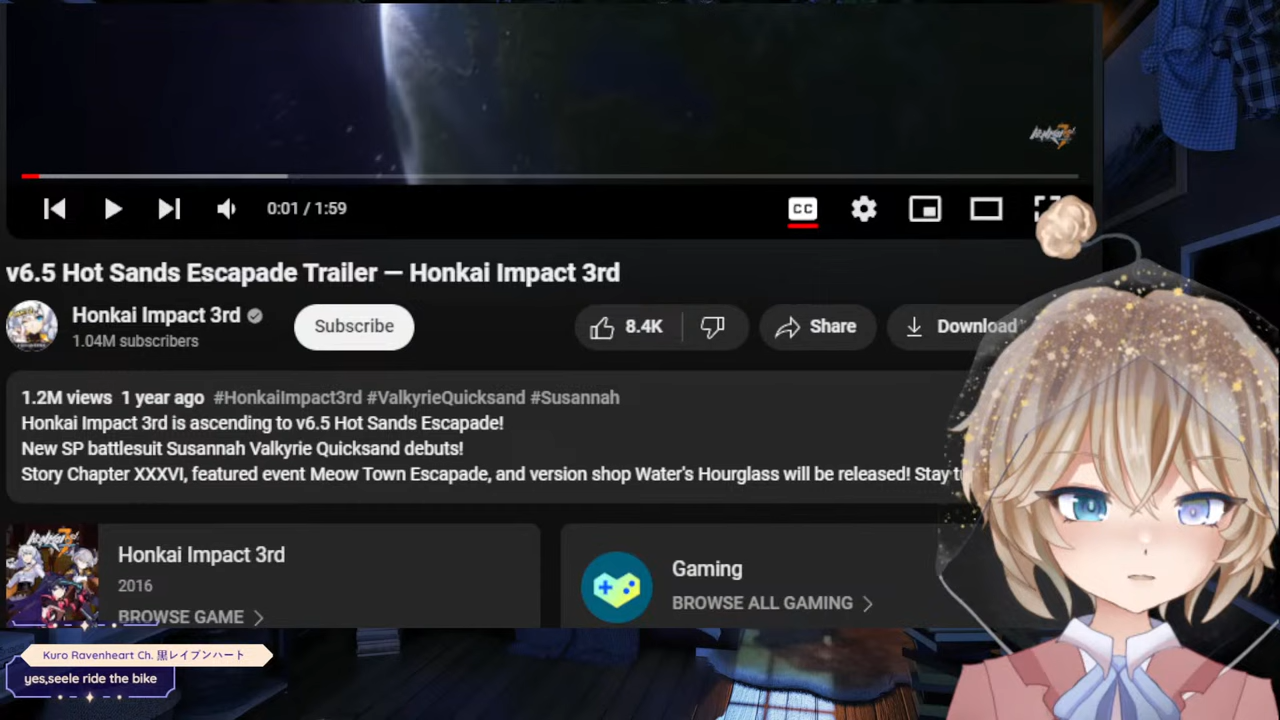 HONKAI 3rd
0:01 / 1:59
CC
v6.5 Hot Sands Escapade Trailer — Honkai Impact 3rd
Honkai Impact 3rd
1.04M subscribers
Subscribe
8.4K
Share
Download
1.2M views 1 year ago #HonkaiImpact3rd #ValkyrieQuicksand #Susannah
Honkai Impact 3rd is ascending to v6.5 Hot Sands Escapade!
New SP battlesuit Susannah Valkyrie Quicksand debuts!
Story Chapter XXXVI, featured event Meow Town Escapade, and version shop Water's Hourglass will be released! Stay
Honkai Impact 3rd
2016
BROWSE GAME
Gaming
BROWSE ALL GAMING
Kuro Ravenheart Ch. 黒レイブンハート
yes,seele ride the bike